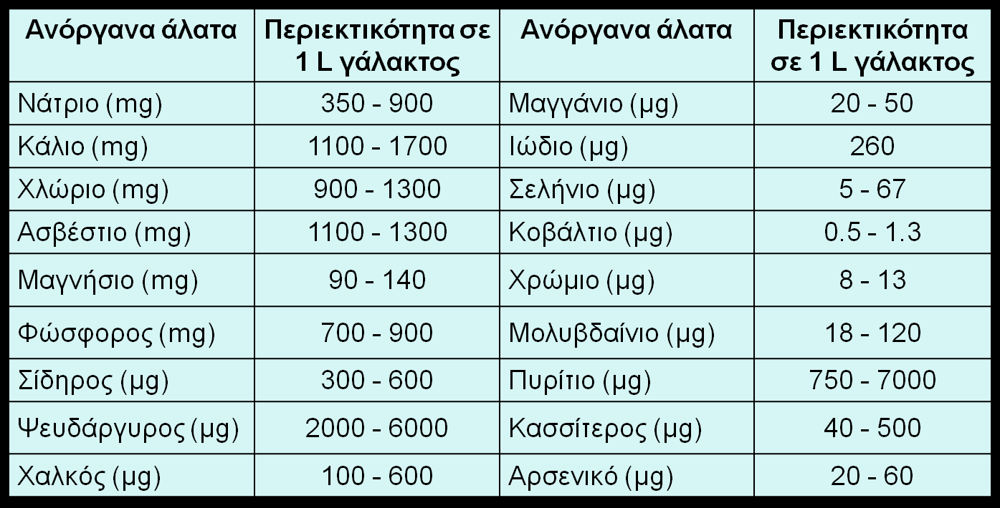 Ανόργανα άλατα Περιεκτικότητα σε Ανόργανα άλατα Περιεκτικότητα
1 L γάλακτος σε 1 L γάλακτος
Νάτριο (mg) 350 - 900 Μαγγάνιο (μg) 20 - 50
Κάλιο (mg) 1100 - 1700 Ιώδιο (μg) 260
Χλώριο (mg) 900 - 1300 Σελήνιο (μg) 5 - 67
Ασβέστιο (mg) 1100 - 1300 Κοβάλτιο (μg) 0.5 - 1.3
Μαγνήσιο (mg) 90 - 140 Χρώμιο (μg) 8 - 13
Φώσφορος (mg) 700 - 900 Μολυβδαίνιο (μg) 18 - 120
Σίδηρος (μg) 300 - 600 Πυρίτιο (μg) 750 - 7000
Ψευδάργυρος (μg) 2000 - 6000 Κασσίτερος (μg) 40 - 500
Χαλκός (μg) 100 - 600 Αρσενικό (μg) 20 - 60